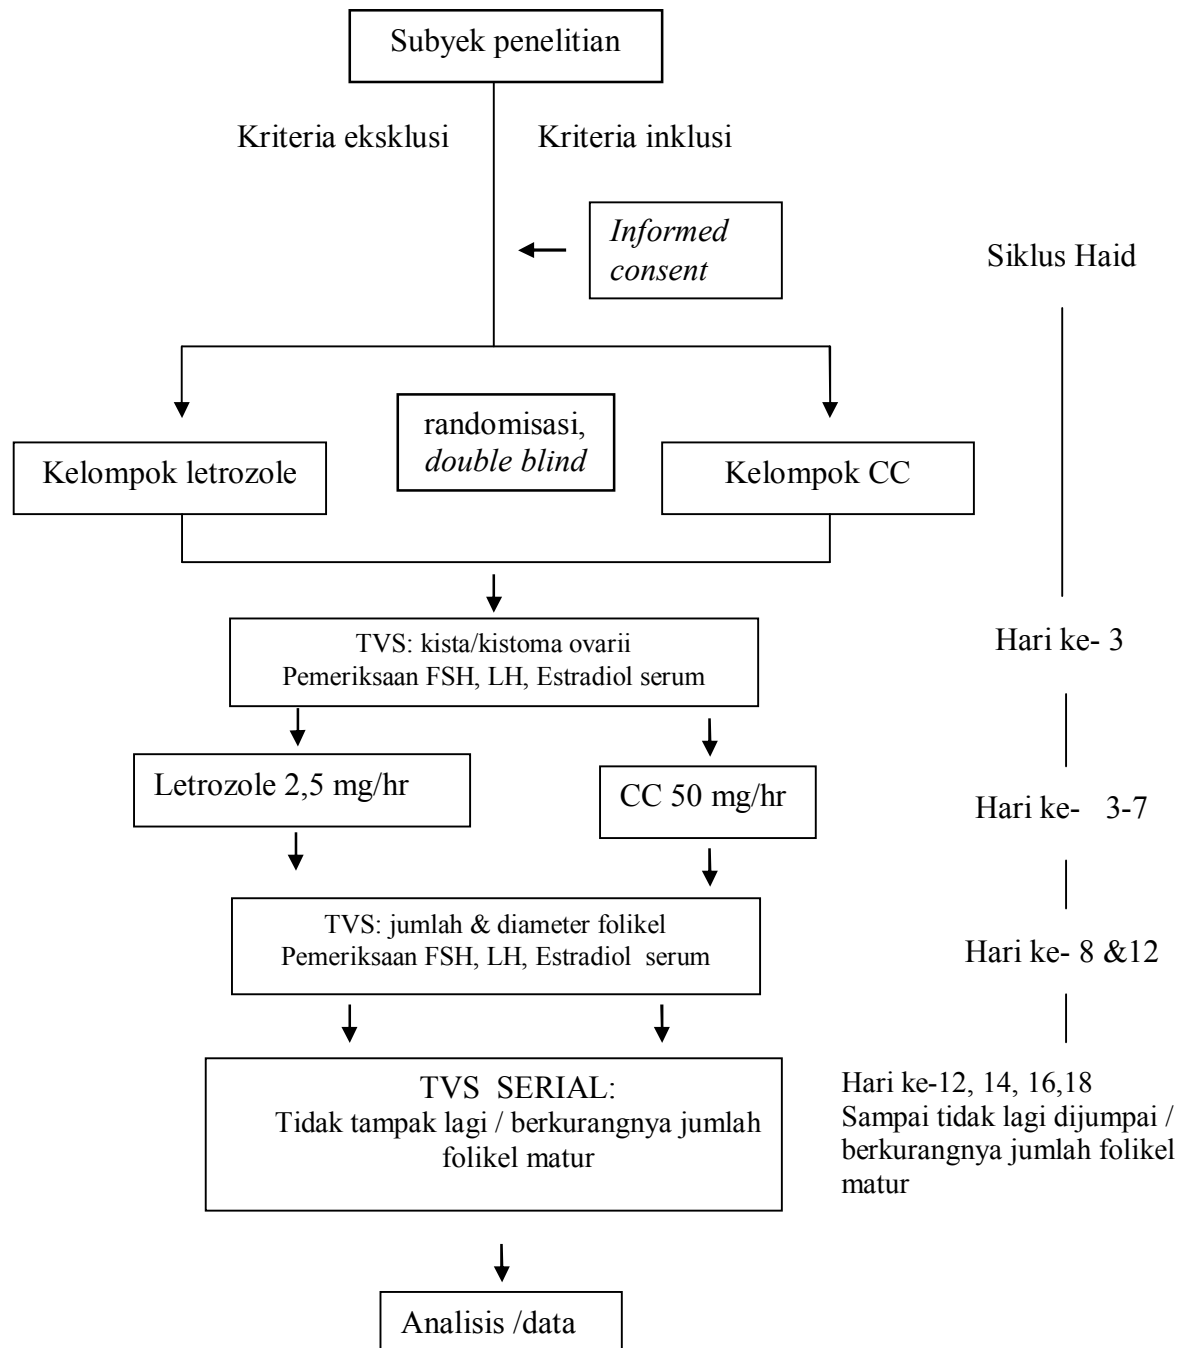 Subyek penelitian
Kriteria eksklusi
Kriteria inklusi
Informed
consent
Siklus Haid
randomisasi,
double blind
Kelompok letrozole
Kelompok CC
TVS: kista/kistoma ovarii
Pemeriksaan FSH, LH, Estradiol serum
Hari ke- 3
Letrozole 2,5 mg/hr
CC 50 mg/hr
Hari ke- 3-7
TVS: jumlah & diameter folikel
Pemeriksaan FSH, LH, Estradiol serum
Hari ke- 8 &12
TVS SERIAL:
Tidak tampak lagi / berkurangnya jumlah
folikel matur
Hari ke-12, 14, 16,18
Sampai tidak lagi dijumpai /
berkurangnya jumlah folikel
matur
Analisis /data